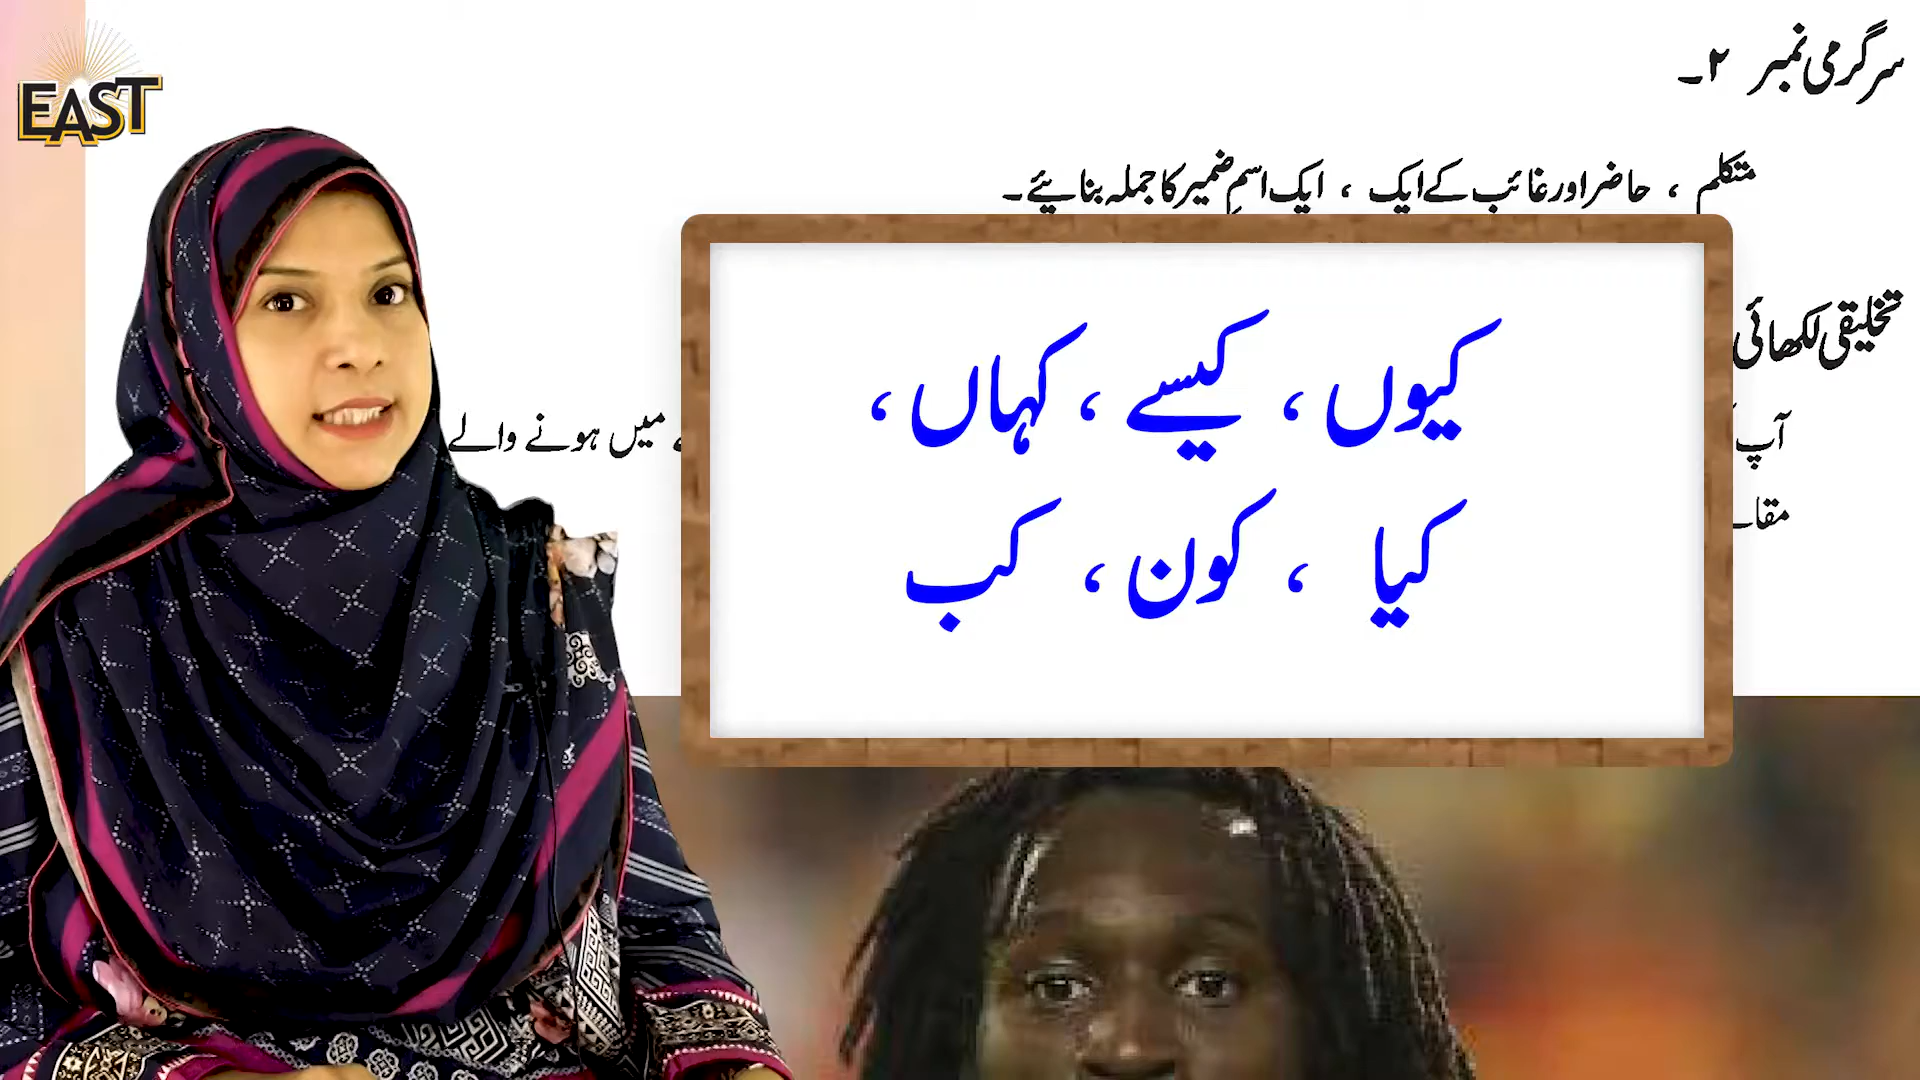 EAST
سرگرمی نمبر ۲۔
متکلم ، حاضر اور غائب کے ایک ، ایک اسمِ ضمیر کا جملہ بنائیے۔
تخلیقی لکھائی
آپ میں ہونے والے
کیوں ، کیسے ، کہاں ،
کیا ، کون ، کب